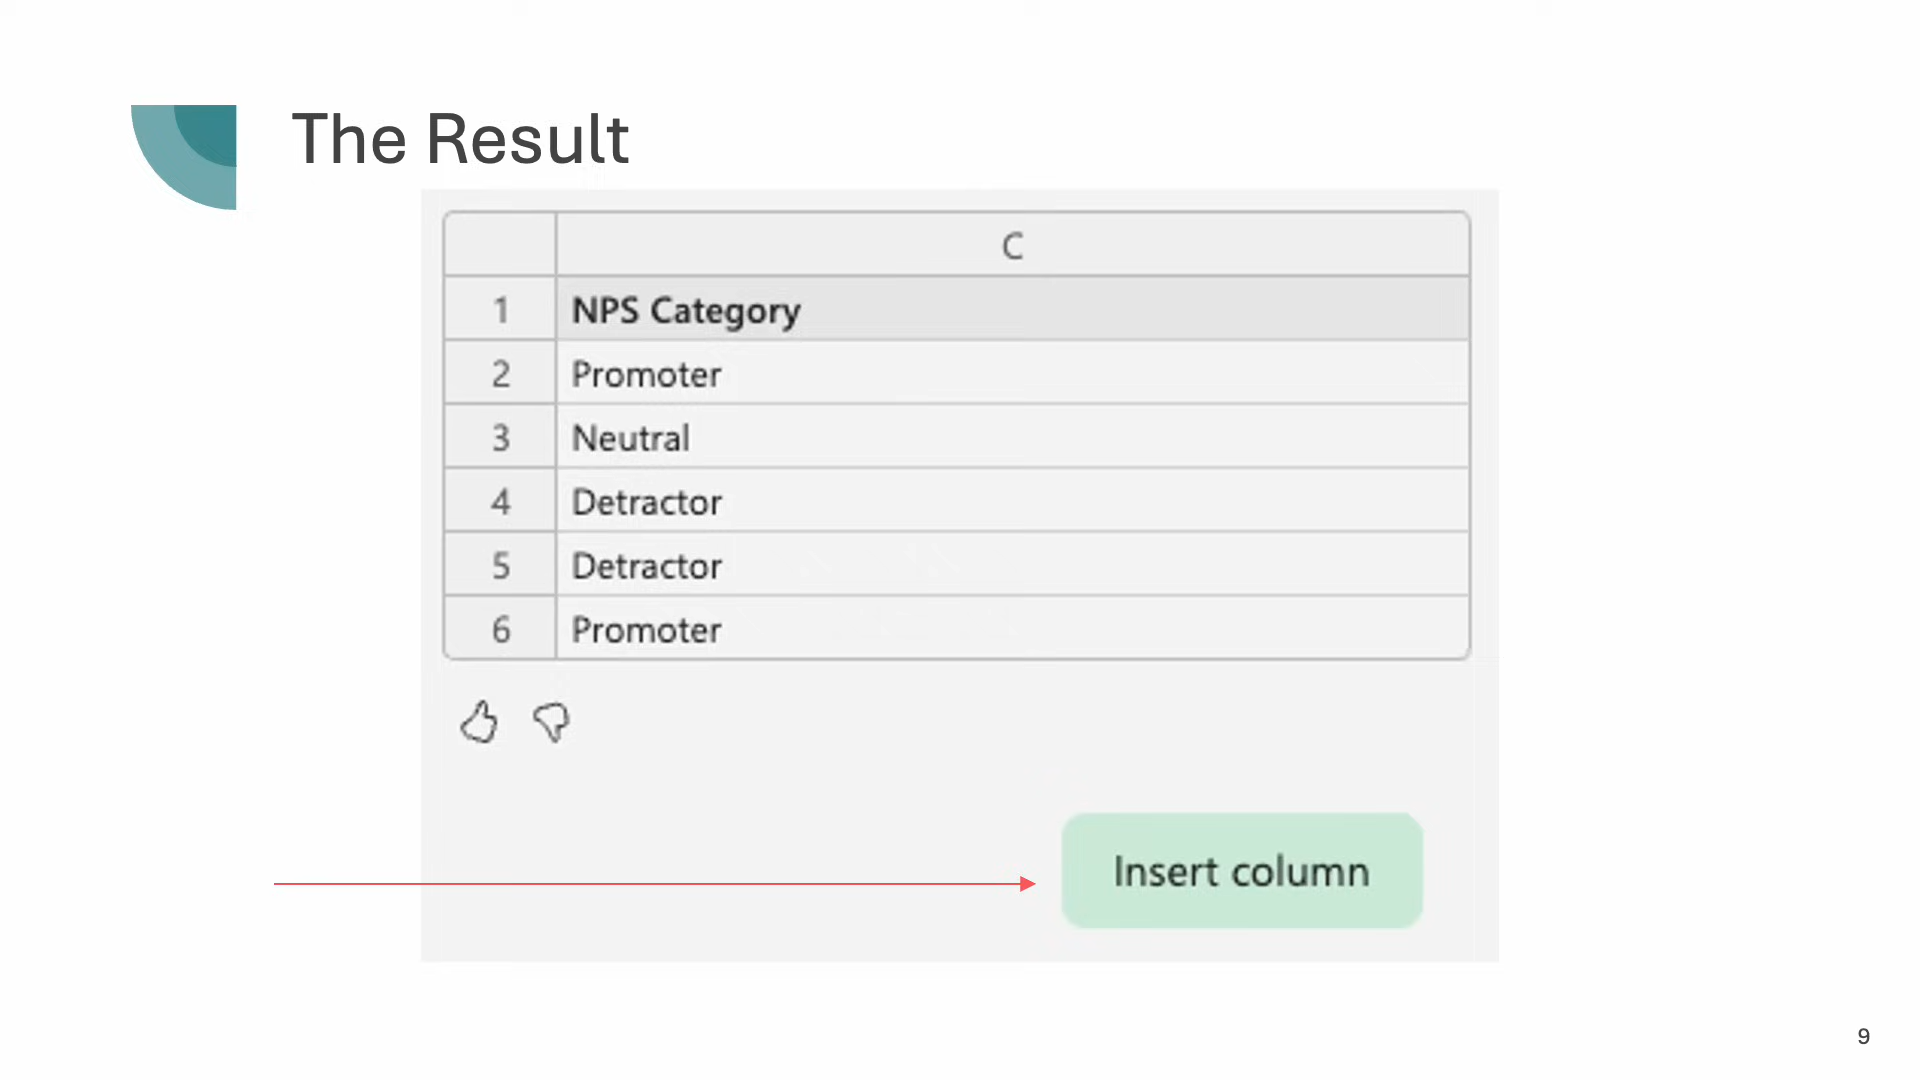 The Result
C
1 NPS Category
2 Promoter
3 Neutral
4 Detractor
5 Detractor
6 Promoter
Insert column
9